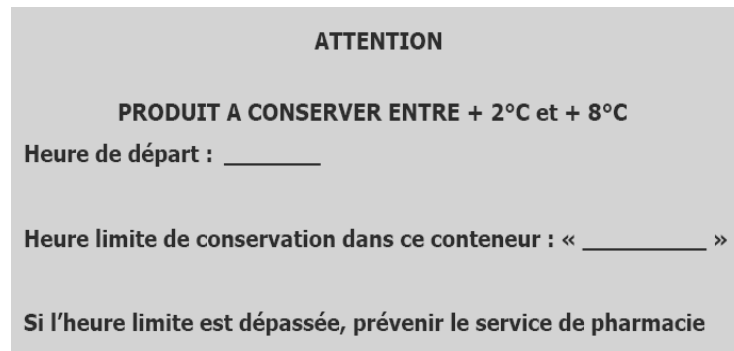 ATTENTION
PRODUIT A CONSERVER ENTRE + 2°C et + 8°C
Heure de départ : _______
Heure limite de conservation dans ce conteneur : « _________ »
Si l’heure limite est dépassée, prévenir le service de pharmacie